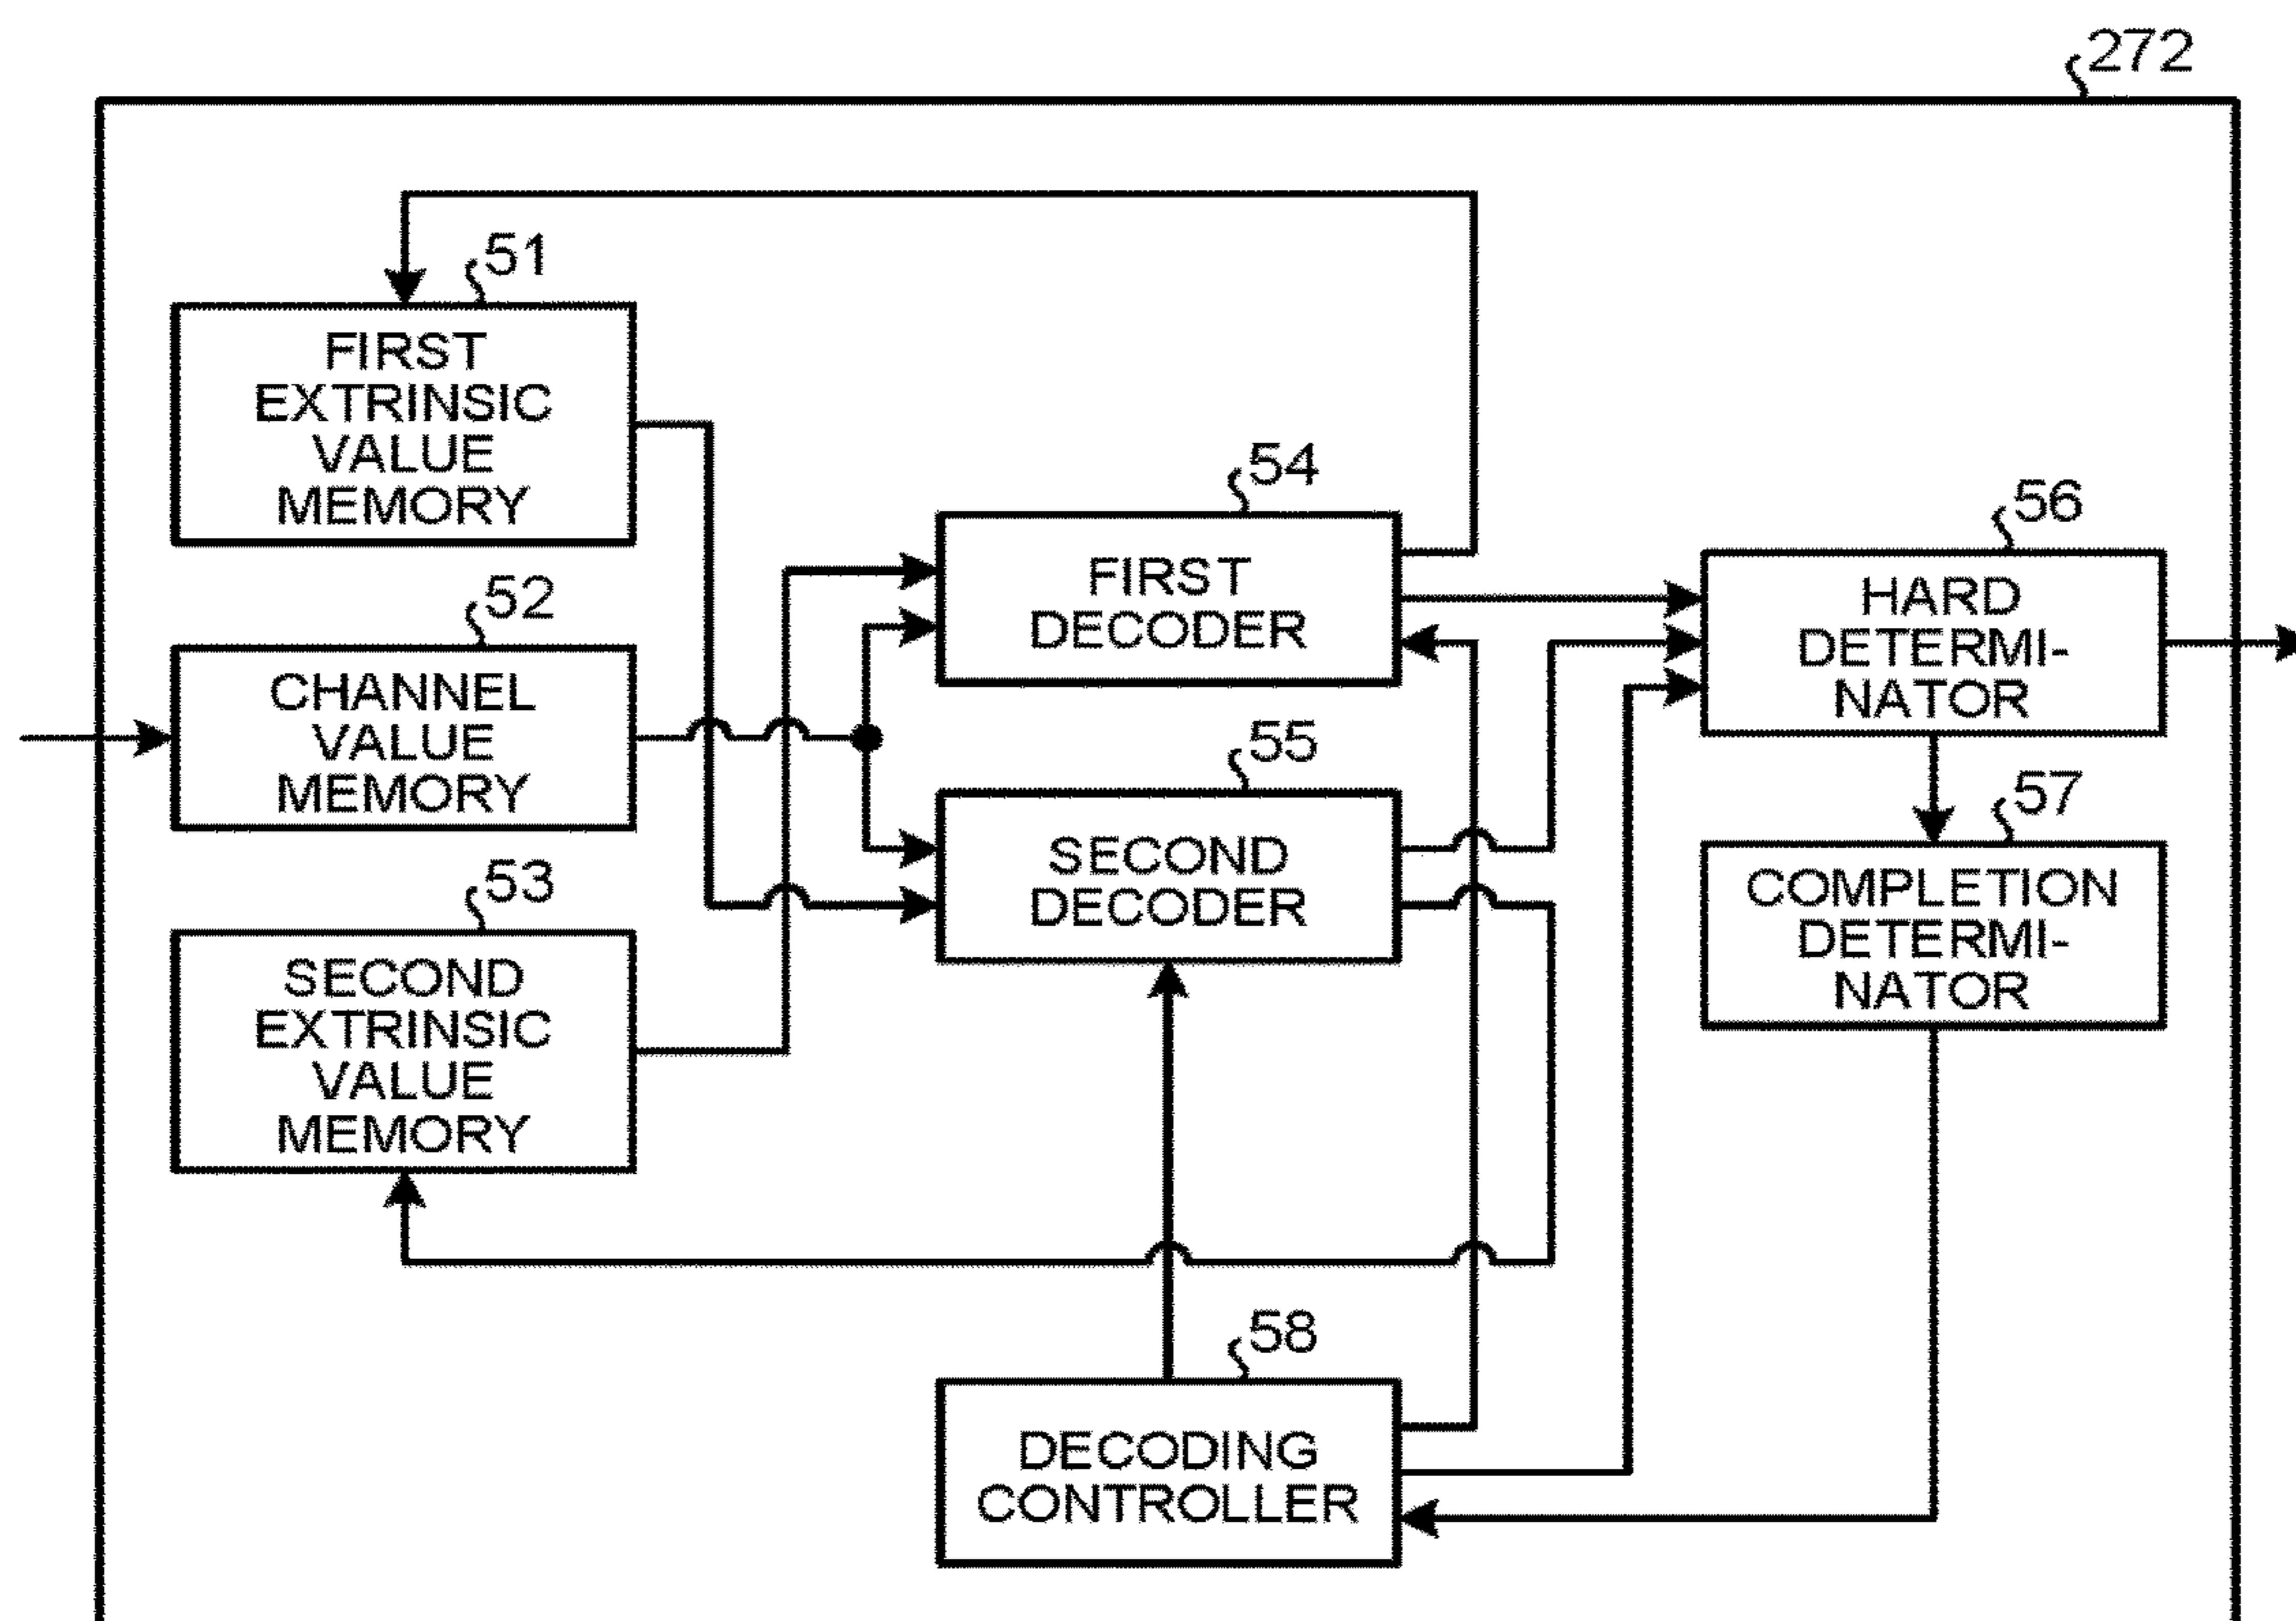 272
51
FIRST
EXTRINSIC
VALUE
MEMORY
52
CHANNEL
VALUE
MEMORY
53
SECOND
EXTRINSIC
VALUE
MEMORY
54
FIRST
DECODER
55
SECOND
DECODER
56
HARD
DETERMI-
NATOR
57
COMPLETION
DETERMI-
NATOR
58
DECODING
CONTROLLER